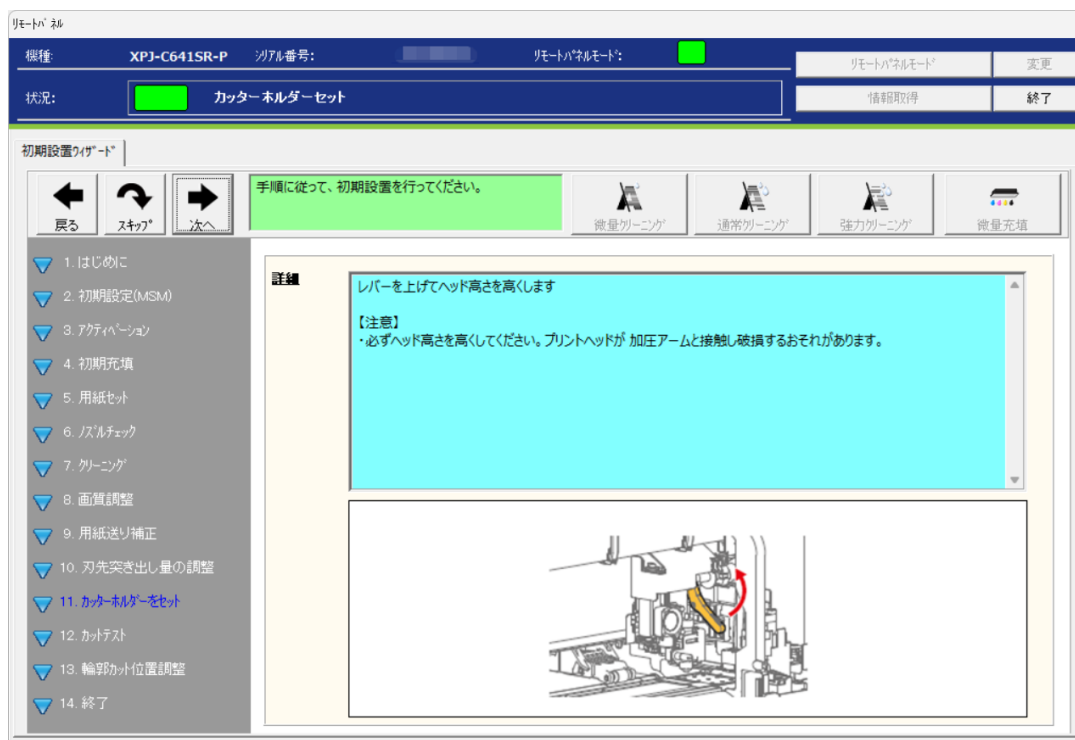 リモートパネル
機種: XPJ-C641SR-P シリアル番号: リモートパネルモード:
リモートパネルモード 変更
状況: カッターホルダーセット
情報取得 終了
初期設置ウィザード
戻る スキップ 次へ
手順に従って、初期設置を行ってください。
微量クリーニング 通常クリーニング 強力クリーニング 微量充填
1. はじめに
2. 初期設定(MSM)
3. アクティベーション
4. 初期充填
5. 用紙セット
6. ノズルチェック
7. クリーニング
8. 画質調整
9. 用紙送り補正
10. 刃先突き出し量の調整
11. カッターホルダーをセット
12. カットテスト
13. 輪郭カット位置調整
14. 終了
詳細
レバーを上げてヘッド高さを高くします
【注意】
・必ずヘッド高さを高くしてください。プリントヘッドが 加圧アームと接触し破損するおそれがあります。